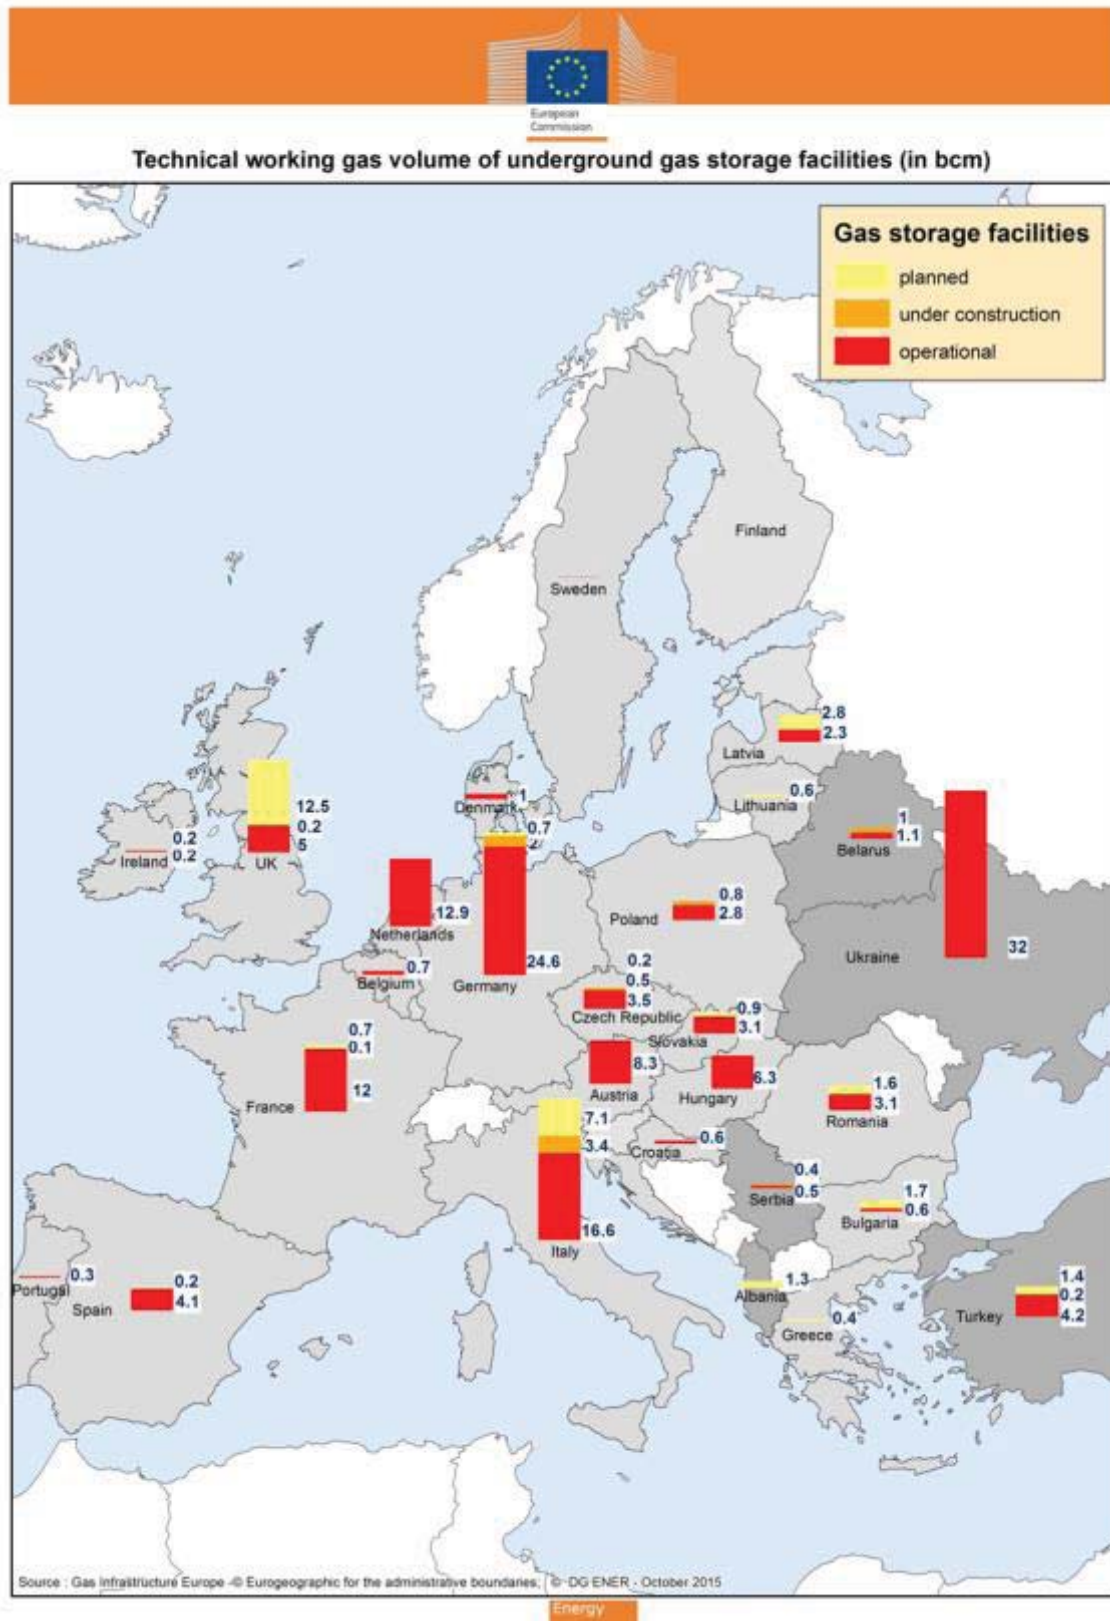 European
Commission
Technical working gas volume of underground gas storage facilities (in bcm)
Gas storage facilities
planned
under construction
operational
Finland
Sweden
2.8
2.3
Latvia
0.6
Lithuania
1
Denmark
0.7
2
12.5
0.2
5
UK
0.2
0.2
Ireland
1
1.1
Belarus
12.9
Netherlands
24.6
Germany
0.8
2.8
Poland
32
Ukraine
0.7
Belgium
0.2
0.5
3.5
Czech Republic
0.9
3.1
Slovakia
0.7
0.1
12
France
8.3
Austria
6.3
Hungary
1.6
3.1
Romania
7.1
3.4
16.6
Italy
0.6
Croatia
0.4
0.5
Serbia
1.7
0.6
Bulgaria
0.3
Portugal
0.2
4.1
Spain
1.3
Albania
0.4
Greece
1.4
0.2
4.2
Turkey
Source : Gas Infrastructure Europe -© Eurogeographic for the administrative boundaries; © DG ENER - October 2015
Energy